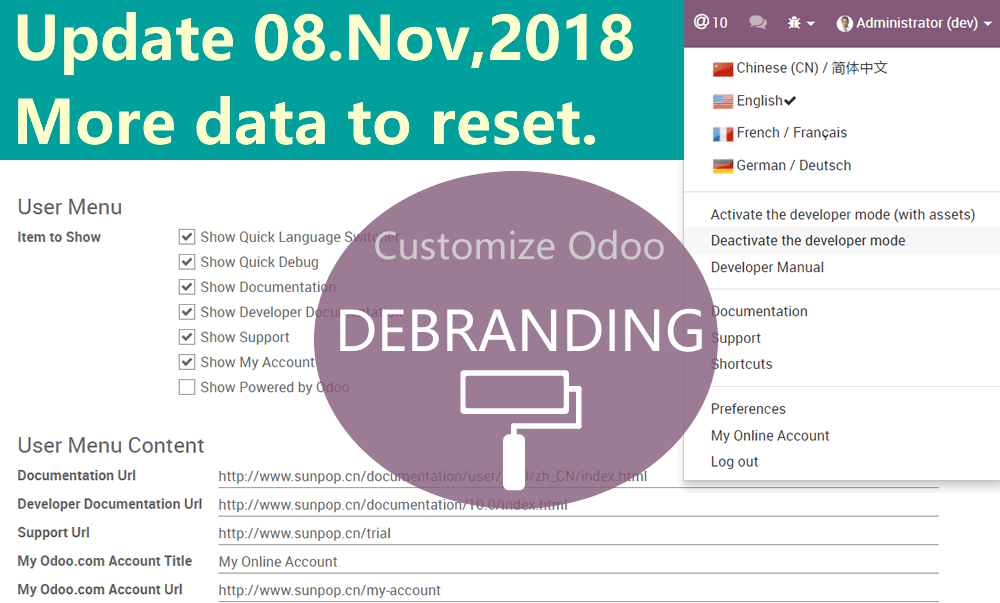 Update 08.Nov,2018
More data to reset.
@ 10
Administrator (dev)
Chinese (CN) / 简体中文
English
French / Français
German / Deutsch
Activate the developer mode (with assets)
Deactivate the developer mode
Developer Manual
Documentation
Support
Shortcuts
Preferences
My Online Account
Log out
Customize Odoo
DEBRANDING
User Menu
Item to Show
Show Quick Language Switcher
Show Quick Debug
Show Documentation
Show Developer Documentation
Show Support
Show My Account
Show Powered by Odoo
User Menu Content
Documentation Url http://www.sunpop.cn/documentation/user/ /zh_CN/index.html
Developer Documentation Url http://www.sunpop.cn/documentation/10.0/index.html
Support Url http://www.sunpop.cn/trial
My Odoo.com Account Title My Online Account
My Odoo.com Account Url http://www.sunpop.cn/my-account